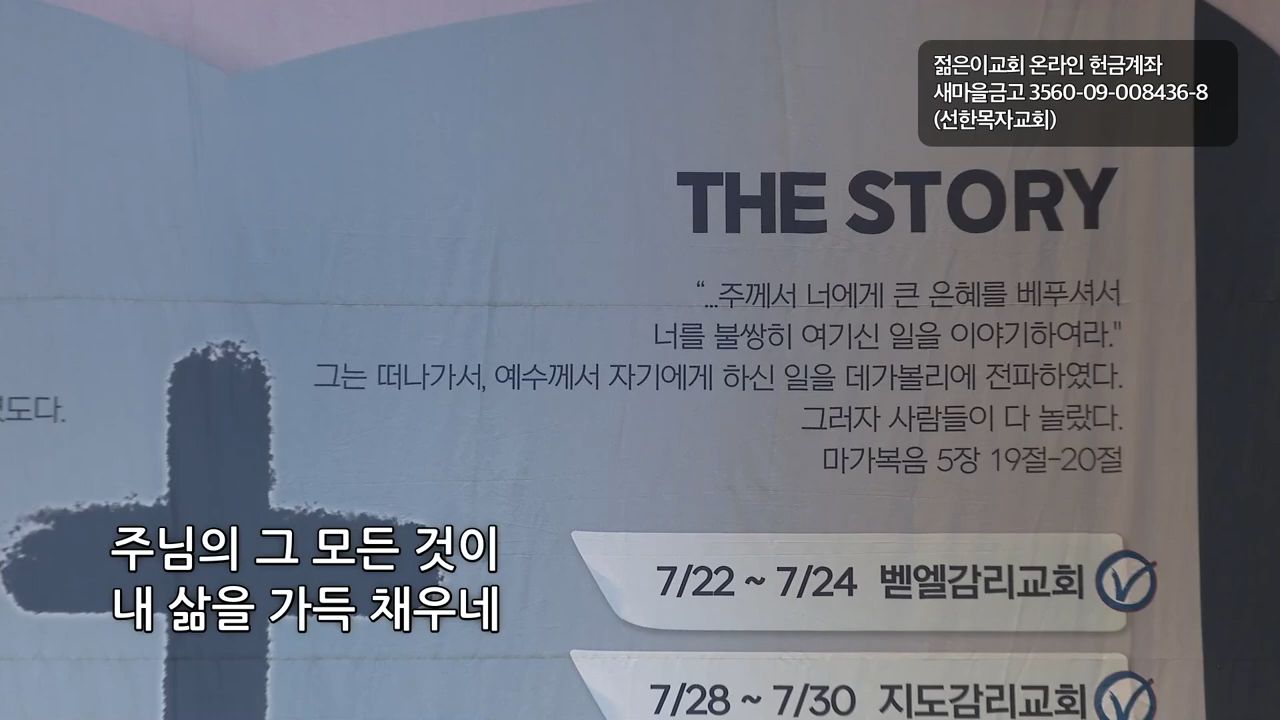 젊은이교회 온라인 헌금계좌
새마을금고 3560-09-008436-8
(선한목자교회)
THE STORY
“...주께서 너에게 큰 은혜를 베푸셔서
너를 불쌍히 여기신 일을 이야기하여라."
그는 떠나가서, 예수께서 자기에게 하신 일을 데가볼리에 전파하였다.
그러자 사람들이 다 놀랐다.
마가복음 5장 19절-20절
도다.
주님의 그 모든 것이
내 삶을 가득 채우네
7/22 ~ 7/24 벧엘감리교회
7/28 ~ 7/30 지도감리교회